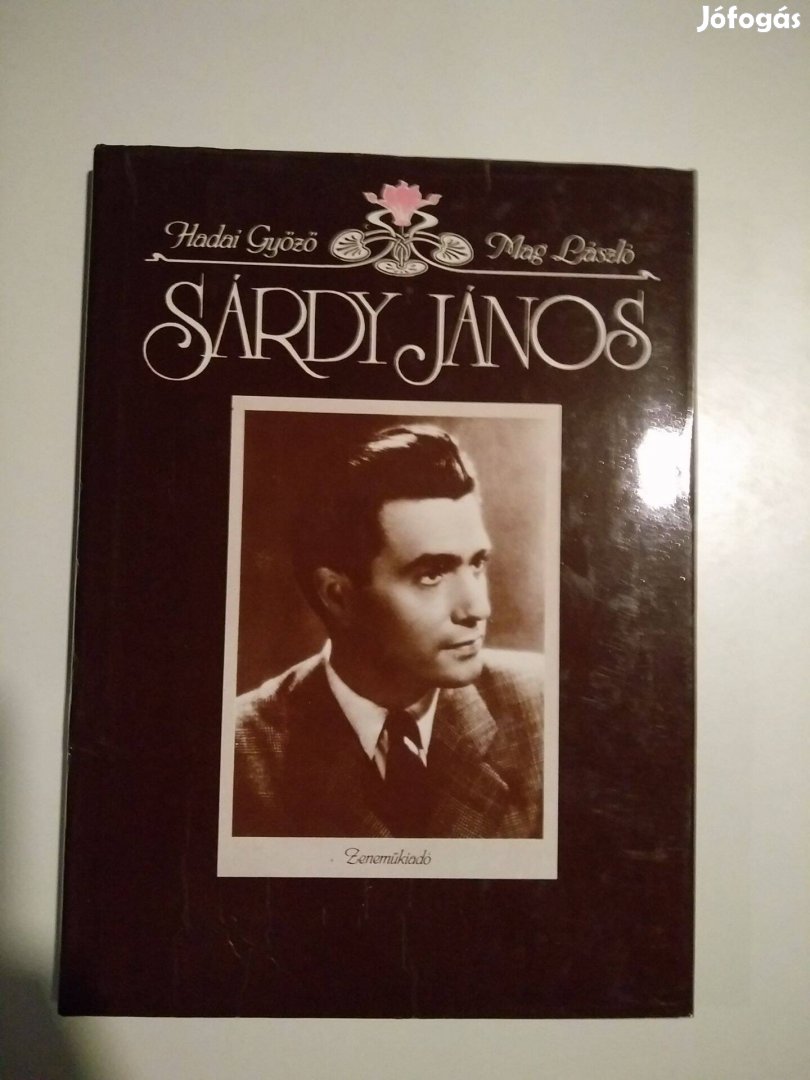 Jófogás
Hadai Győző Mag László
SÁRDY JÁNOS
Zeneműkiadó